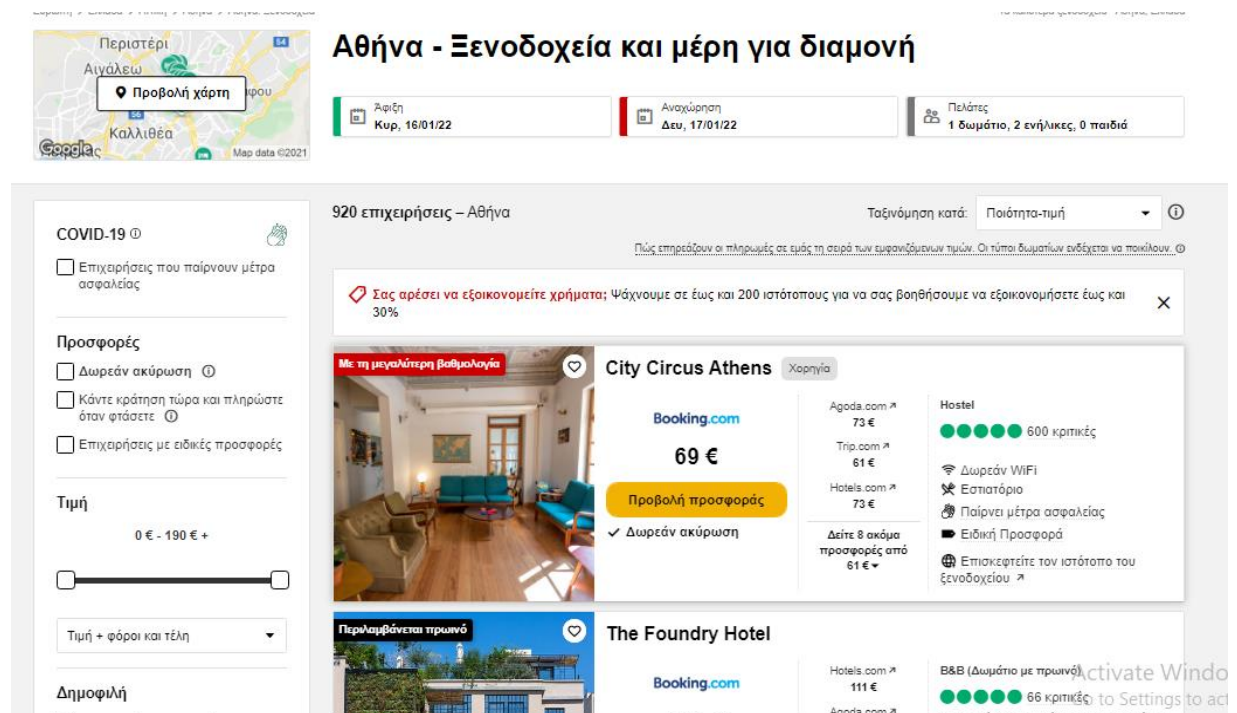 Αθήνα - Ξενοδοχεία και μέρη για διαμονή
Περιστέρι
54
Αιγάλεω
Προβολή χάρτη
56
Καλλιθέα
Google
Map data ©2021
Άφιξη
Κυρ, 16/01/22
Αναχώρηση
Δευ, 17/01/22
Πελάτες
1 δωμάτιο, 2 ενήλικες, 0 παιδιά
920 επιχειρήσεις – Αθήνα
Ταξινόμηση κατά: Ποιότητα-τιμή
Πώς επηρεάζουν οι πληρωμές σε εμάς τη σειρά των εμφανιζόμενων τιμών. Οι τύποι δωματίων ενδέχεται να ποικίλουν.
COVID-19
Επιχειρήσεις που παίρνουν μέτρα
ασφαλείας
Προσφορές
Δωρεάν ακύρωση
Κάντε κράτηση τώρα και πληρώστε
όταν φτάσετε
Επιχειρήσεις με ειδικές προσφορές
Τιμή
0 € - 190 € +
Τιμή + φόροι και τέλη
Δημοφιλή
Σας αρέσει να εξοικονομείτε χρήματα; Ψάχνουμε σε έως και 200 ιστότοπους για να σας βοηθήσουμε να εξοικονομήσετε έως και
30%
Με τη μεγαλύτερη βαθμολογία
City Circus Athens Χορηγία
Booking.com
69 €
Προβολή προσφοράς
Δωρεάν ακύρωση
Agoda.com
73 €
Trip.com
61 €
Hotels.com
73 €
Δείτε 8 ακόμα
προσφορές από
61 €
Hostel
600 κριτικές
Δωρεάν WiFi
Εστιατόριο
Παίρνει μέτρα ασφαλείας
Ειδική Προσφορά
Επισκεφτείτε τον ιστότοπο του
ξενοδοχείου
Περιλαμβάνεται πρωινό
The Foundry Hotel
Booking.com
Hotels.com
111 €
Agoda.com
B&B (Δωμάτιο με πρωινό)
66 κριτικές
Activate Windo
to Settings to act